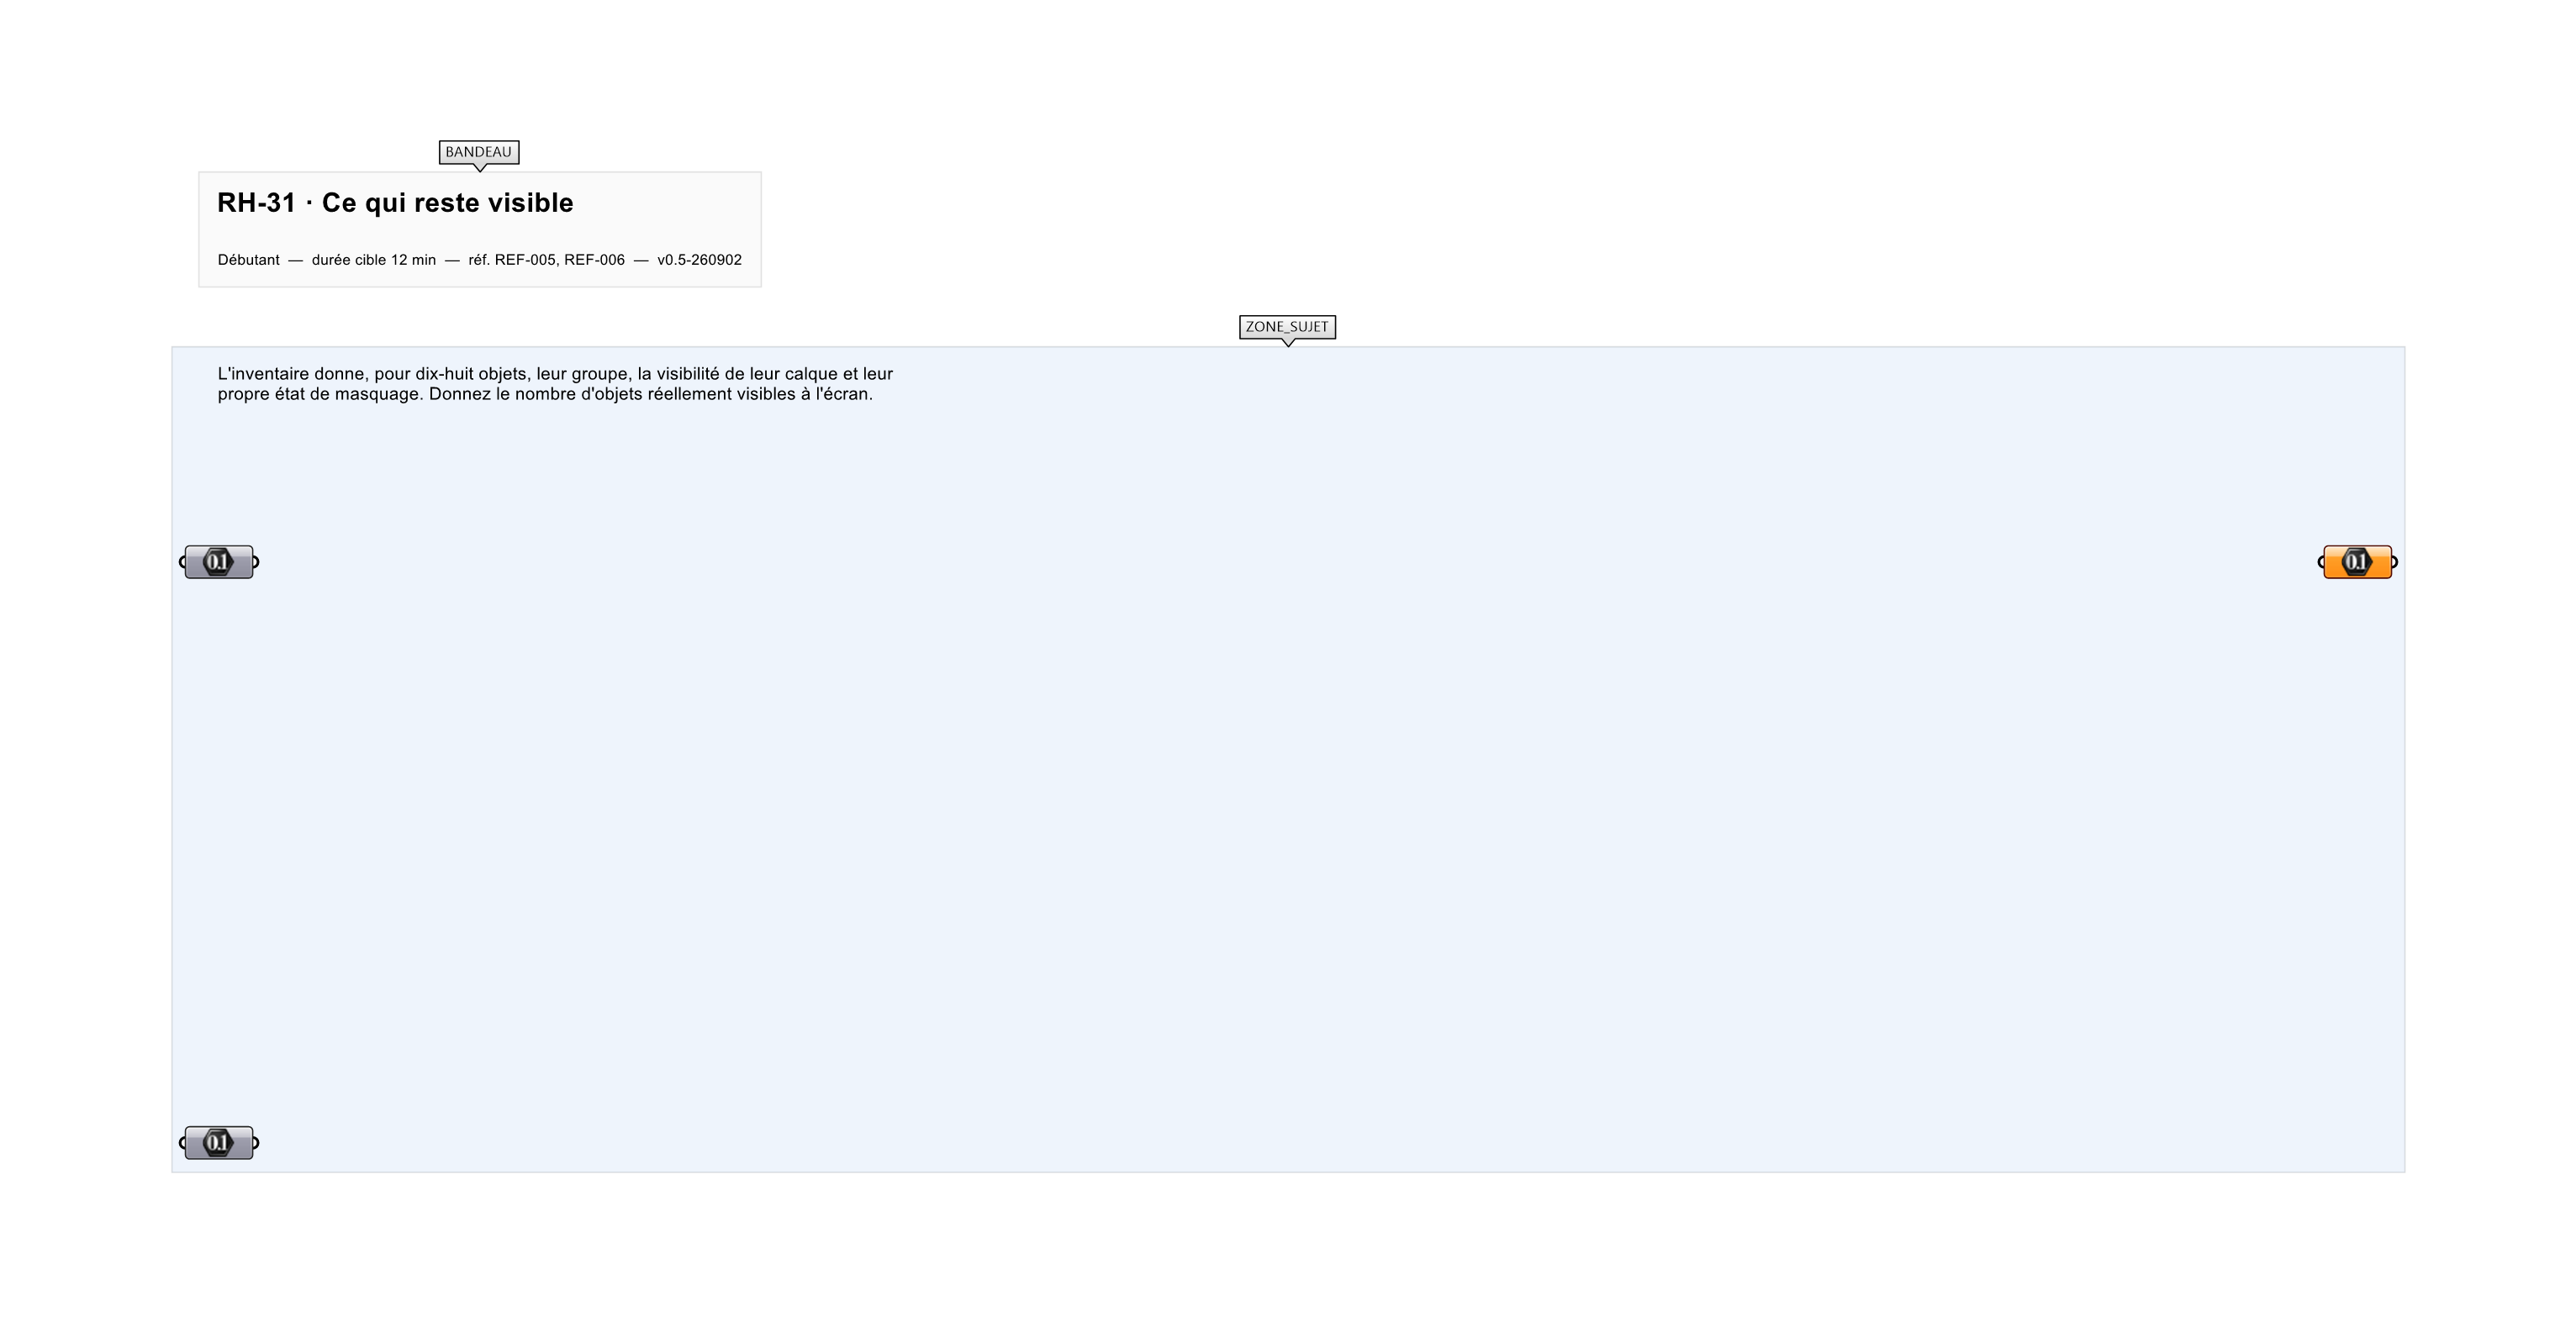 BANDEAU
RH-31 · Ce qui reste visible
Débutant — durée cible 12 min — réf. REF-005, REF-006 — v0.5-260902
ZONE_SUJET
L'inventaire donne, pour dix-huit objets, leur groupe, la visibilité de leur calque et leur
propre état de masquage. Donnez le nombre d'objets réellement visibles à l'écran.
0.1
0.1
0.1